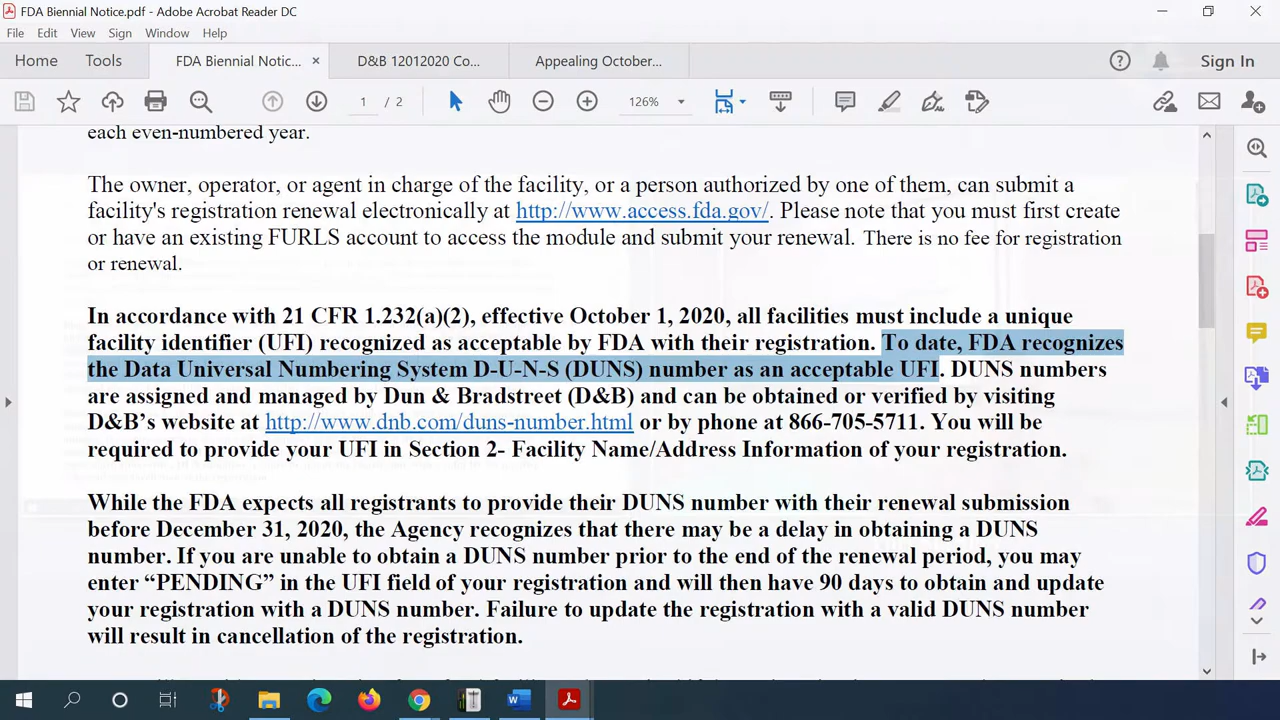 FDA Biennial Notice.pdf - Adobe Acrobat Reader DC
File Edit View Sign Window Help
Home Tools FDA Biennial Notic... × D&B 12012020 Co... Appealing October... Sign In
1 / 2 126%
each even-numbered year.
The owner, operator, or agent in charge of the facility, or a person authorized by one of them, can submit a
facility's registration renewal electronically at http://www.access.fda.gov/. Please note that you must first create
or have an existing FURLS account to access the module and submit your renewal. There is no fee for registration
or renewal.
In accordance with 21 CFR 1.232(a)(2), effective October 1, 2020, all facilities must include a unique
facility identifier (UFI) recognized as acceptable by FDA with their registration. To date, FDA recognizes
the Data Universal Numbering System D-U-N-S (DUNS) number as an acceptable UFI. DUNS numbers
are assigned and managed by Dun & Bradstreet (D&B) and can be obtained or verified by visiting
D&B’s website at http://www.dnb.com/duns-number.html or by phone at 866-705-5711. You will be
required to provide your UFI in Section 2- Facility Name/Address Information of your registration.
While the FDA expects all registrants to provide their DUNS number with their renewal submission
before December 31, 2020, the Agency recognizes that there may be a delay in obtaining a DUNS
number. If you are unable to obtain a DUNS number prior to the end of the renewal period, you may
enter “PENDING” in the UFI field of your registration and will then have 90 days to obtain and update
your registration with a DUNS number. Failure to update the registration with a valid DUNS number
will result in cancellation of the registration.